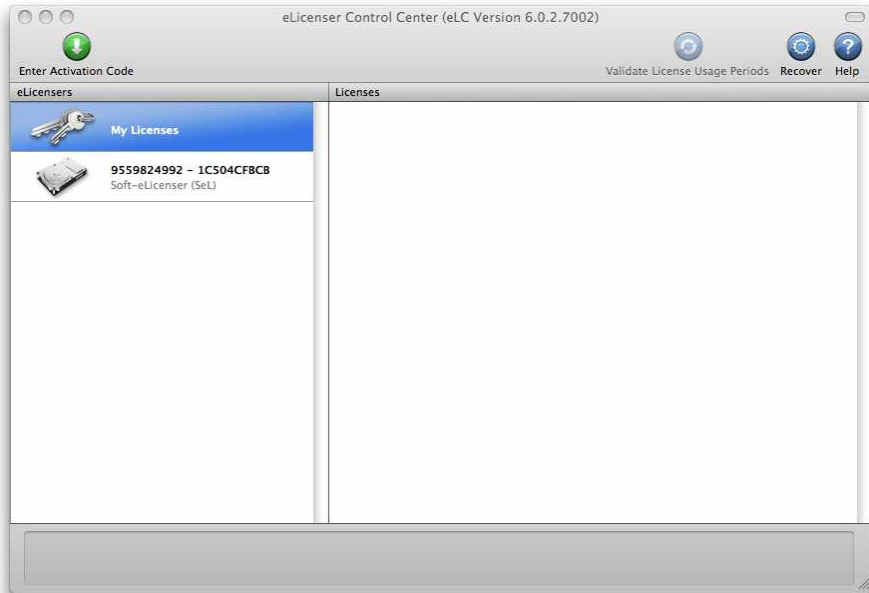 eLicenser Control Center (eLC Version 6.0.2.7002)
Enter Activation Code
Validate License Usage Periods
Recover
Help
eLicensers
Licenses
My Licenses
9559824992 - 1C504CFBCB
Soft-eLicenser (SeL)